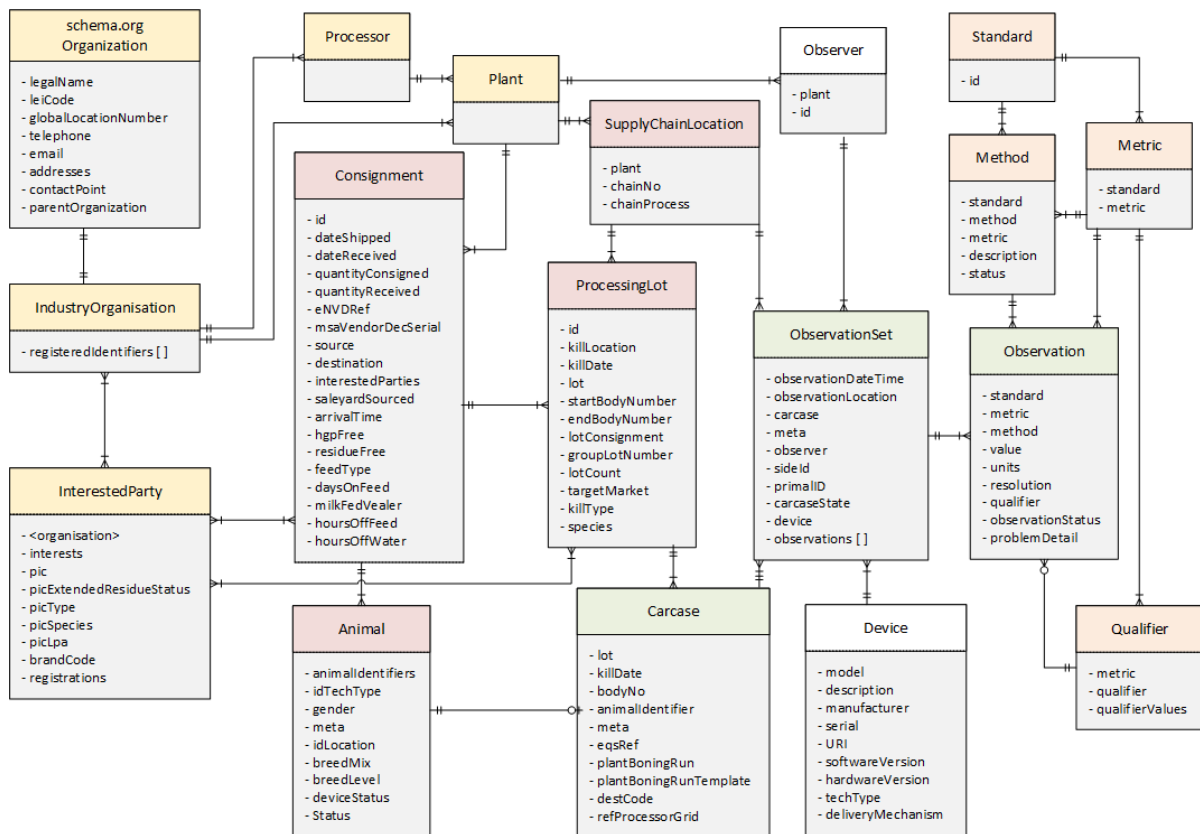 schema.org
Organization
- legalName
- leiCode
- globalLocationNumber
- telephone
- email
- addresses
- contactPoint
- parentOrganization
Processor
Plant
Observer
- plant
- id
Standard
- id
SupplyChainLocation
- plant
- chainNo
- chainProcess
Method
- standard
- method
- metric
- description
- status
Metric
- standard
- metric
Consignment
- id
- dateShipped
- dateReceived
- quantityConsigned
- quantityReceived
- eNVDRef
- msaVendorDecSerial
- source
- destination
- interestedParties
- saleyardSourced
- arrivalTime
- hgpFree
- residueFree
- feedType
- daysOnFeed
- milkFedVealer
- hoursOffFeed
- hoursOffWater
IndustryOrganisation
- registeredIdentifiers [ ]
ProcessingLot
- id
- killLocation
- killDate
- lot
- startBodyNumber
- endBodyNumber
- lotConsignment
- groupLotNumber
- lotCount
- targetMarket
- killType
- species
ObservationSet
- observationDateTime
- observationLocation
- carcase
- meta
- observer
- sideId
- primalID
- carcaseState
- device
- observations [ ]
Observation
- standard
- metric
- method
- value
- units
- resolution
- qualifier
- observationStatus
- problemDetail
InterestedParty
- <organisation>
- interests
- pic
- picExtendedResidueStatus
- picType
- picSpecies
- picLpa
- brandCode
- registrations
Animal
- animalIdentifiers
- idTechType
- gender
- meta
- idLocation
- breedMix
- breedLevel
- deviceStatus
- Status
Carcase
- lot
- killDate
- bodyNo
- animalIdentifier
- meta
- eqsRef
- plantBoningRun
- plantBoningRunTemplate
- destCode
- refProcessorGrid
Device
- model
- description
- manufacturer
- serial
- URI
- softwareVersion
- hardwareVersion
- techType
- deliveryMechanism
Qualifier
- metric
- qualifier
- qualifierValues